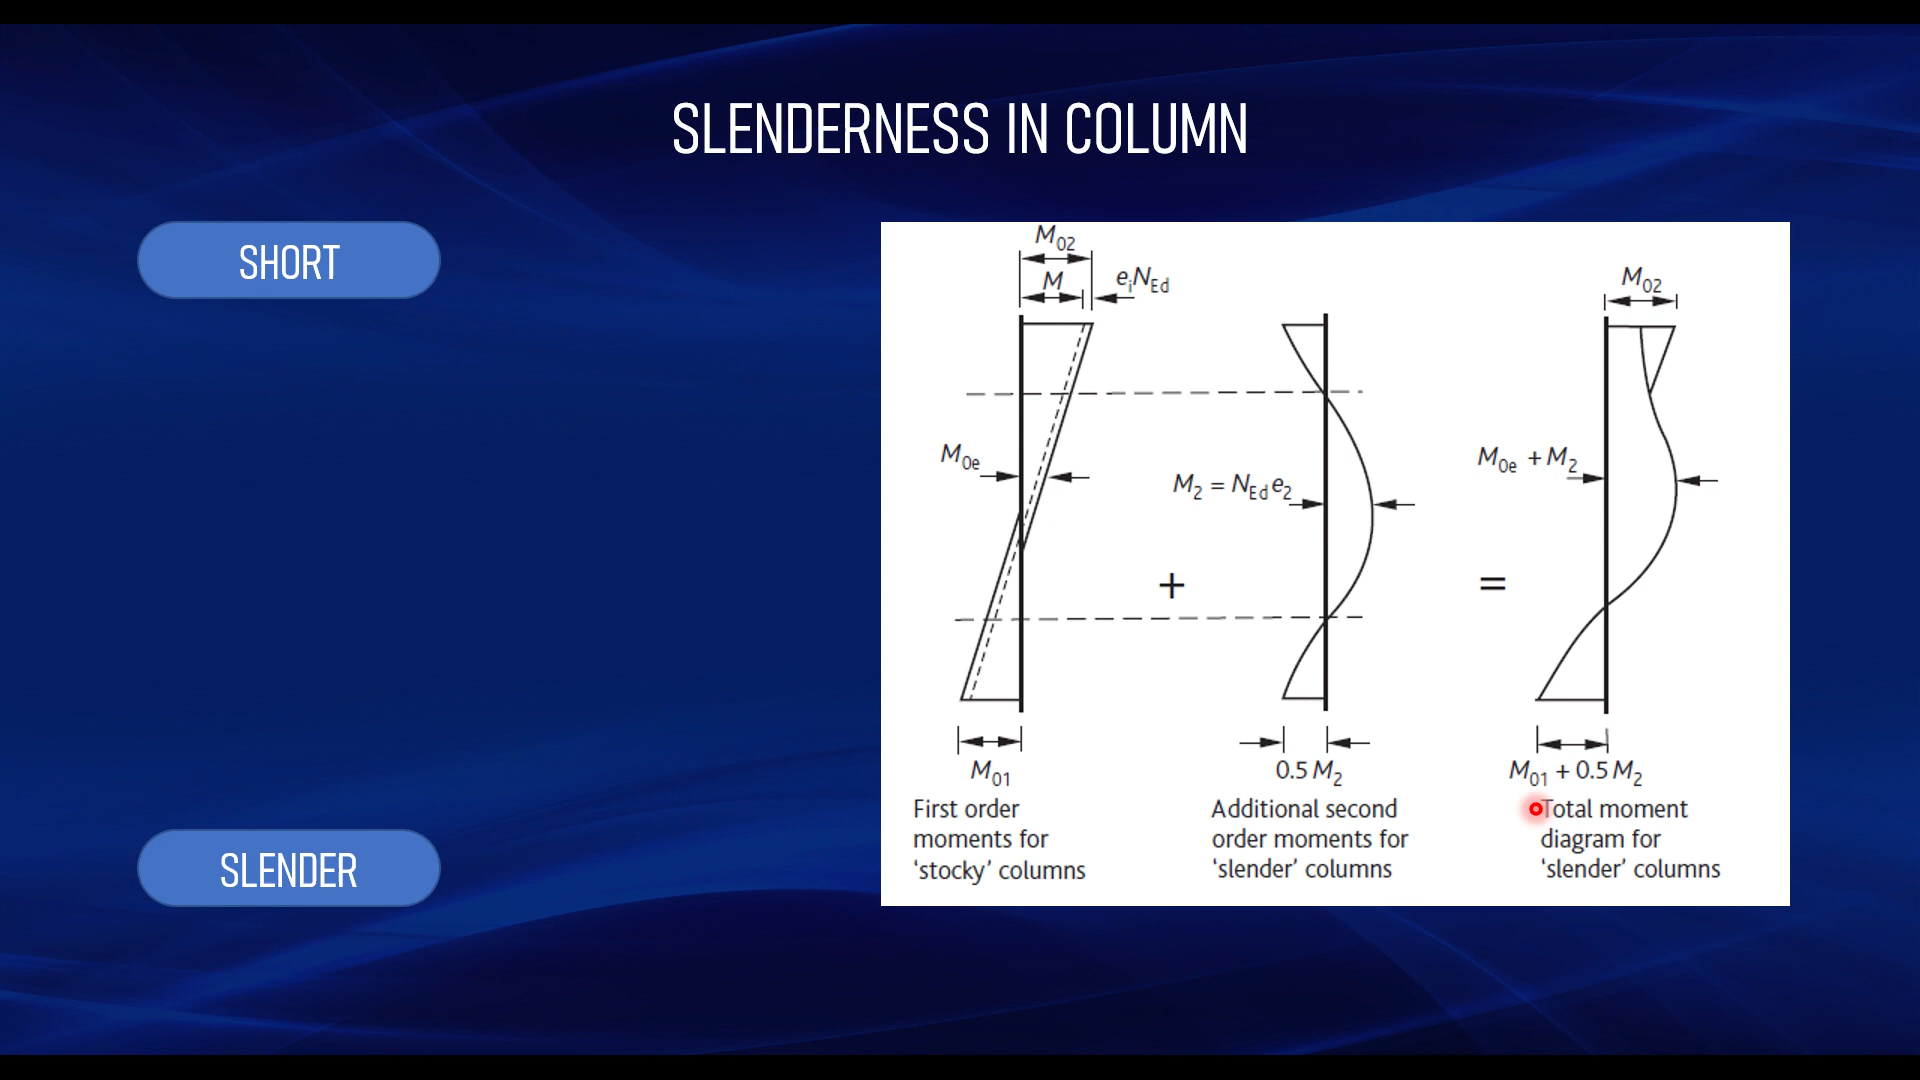 SLENDERNESS IN COLUMN
SHORT
SLENDER
M02
M
eiNEd
M0e
M01
First order
moments for
‘stocky’ columns
+
M2 = NEd e2
0.5 M2
Additional second
order moments for
‘slender’ columns
=
M02
M0e + M2
M01 + 0.5 M2
Total moment
diagram for
‘slender’ columns